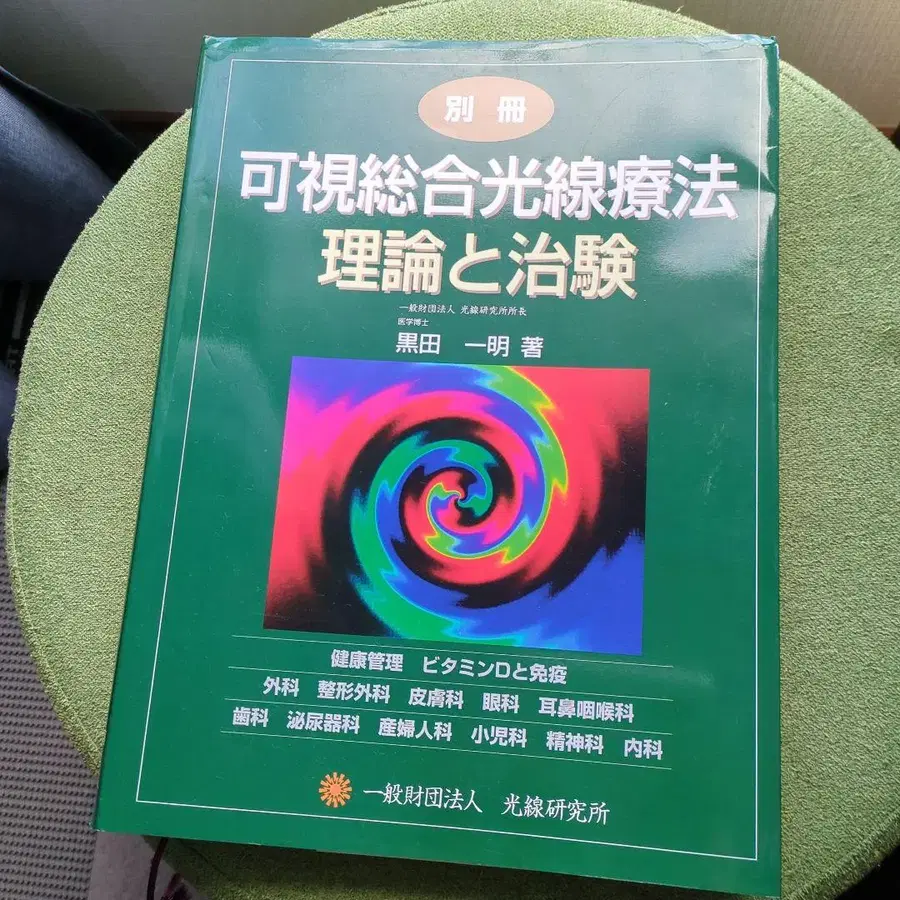 別冊
可視総合光線療法
理論と治験
一般財団法人 光線研究所所長
医学博士
黒田 一明 著
健康管理 ビタミンDと免疫
外科 整形外科 皮膚科 眼科 耳鼻咽喉科
歯科 泌尿器科 産婦人科 小児科 精神科 内科
一般財団法人 光線研究所